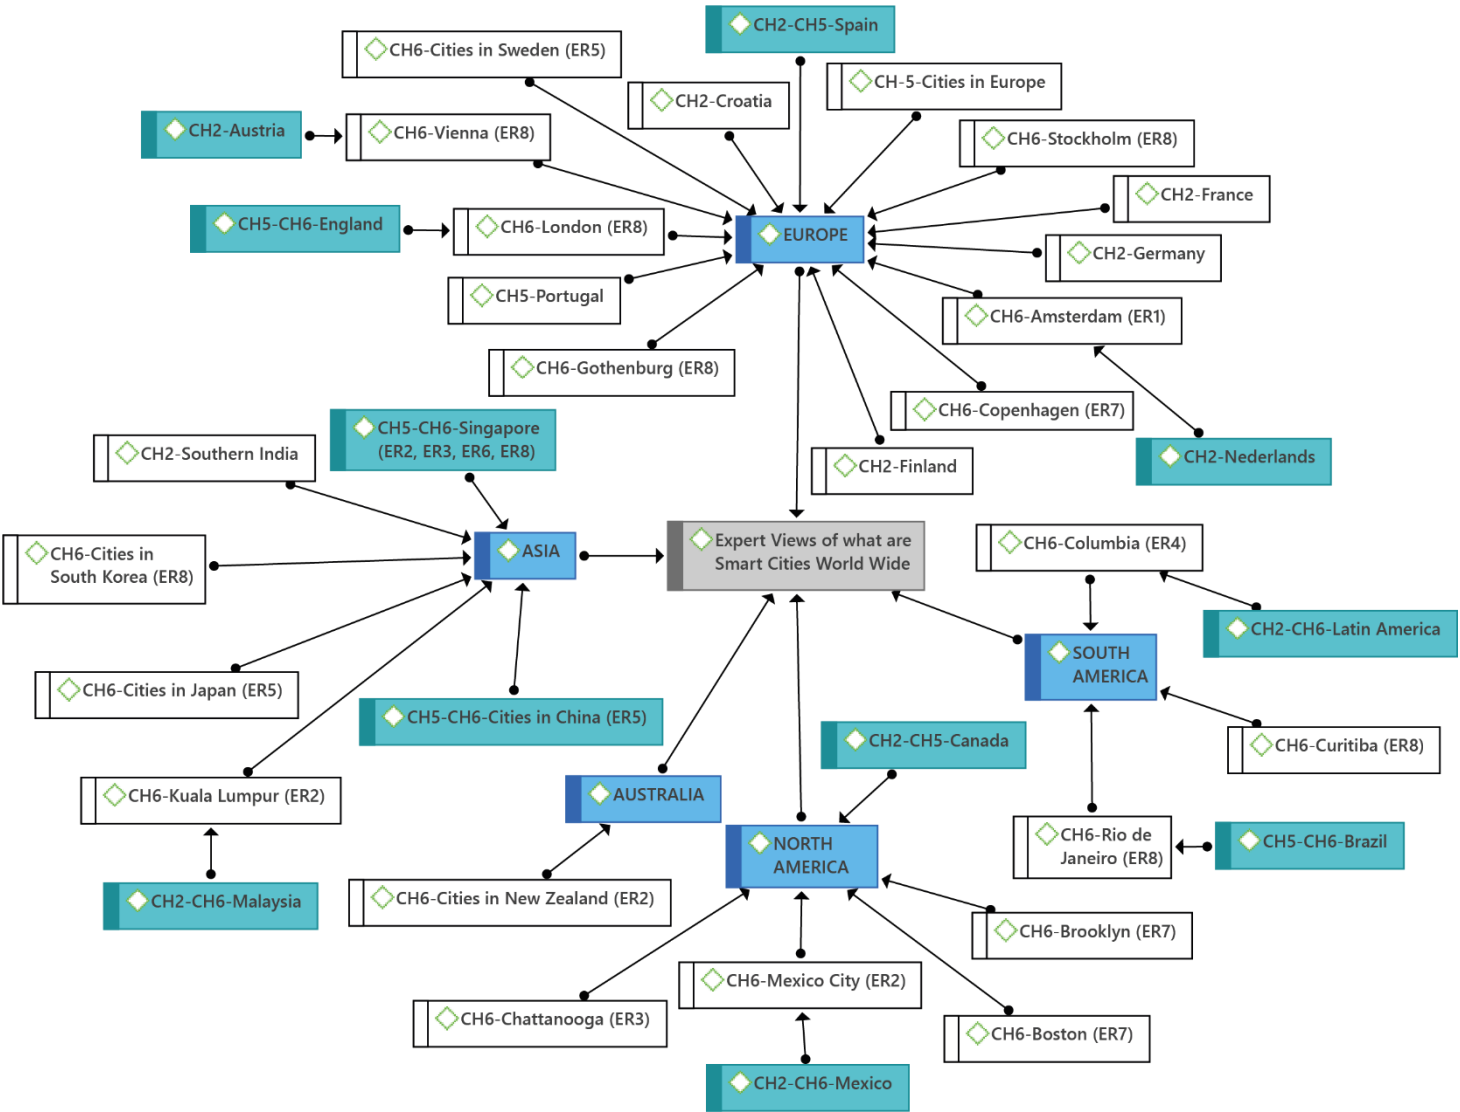 CH2-CH5-Spain
CH6-Cities in Sweden (ER5)
CH-5-Cities in Europe
CH2-Croatia
CH2-Austria
CH6-Vienna (ER8)
CH6-Stockholm (ER8)
CH2-France
CH5-CH6-England
CH6-London (ER8)
EUROPE
CH2-Germany
CH5-Portugal
CH6-Amsterdam (ER1)
CH6-Gothenburg (ER8)
CH6-Copenhagen (ER7)
CH2-Finland
CH2-Nederlands
CH5-CH6-Singapore
(ER2, ER3, ER6, ER8)
CH2-Southern India
CH6-Cities in
South Korea (ER8)
ASIA
Expert Views of what are
Smart Cities World Wide
CH6-Columbia (ER4)
CH2-CH6-Latin America
SOUTH
AMERICA
CH6-Cities in Japan (ER5)
CH5-CH6-Cities in China (ER5)
CH2-CH5-Canada
CH6-Curitiba (ER8)
CH6-Kuala Lumpur (ER2)
AUSTRALIA
NORTH
AMERICA
CH6-Rio de
Janeiro (ER8)
CH5-CH6-Brazil
CH2-CH6-Malaysia
CH6-Cities in New Zealand (ER2)
CH6-Brooklyn (ER7)
CH6-Mexico City (ER2)
CH6-Chattanooga (ER3)
CH6-Boston (ER7)
CH2-CH6-Mexico